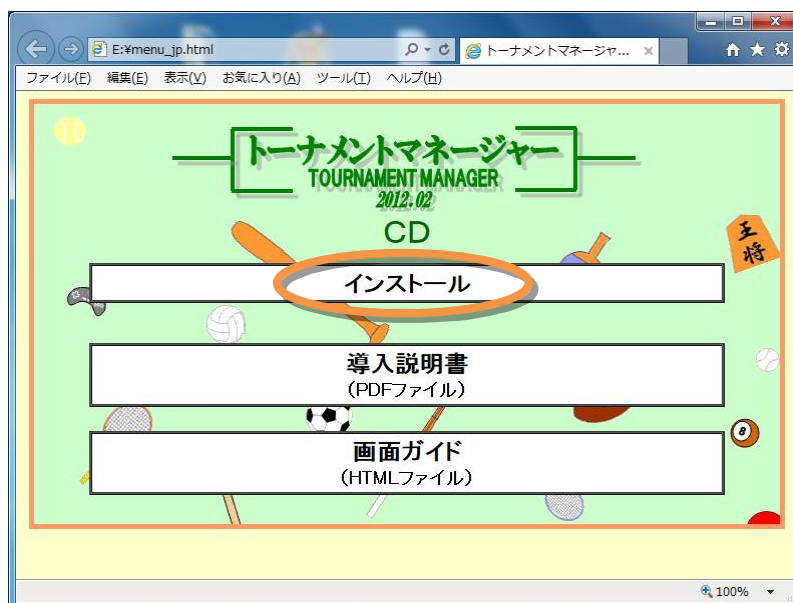 E:¥menu_jp.html
トーナメントマネージャ...
ファイル(F) 編集(E) 表示(V) お気に入り(A) ツール(T) ヘルプ(H)
トーナメントマネージャー
TOURNAMENT MANAGER
2012.02
CD
王将
インストール
導入説明書
(PDFファイル)
8
画面ガイド
(HTMLファイル)
100%